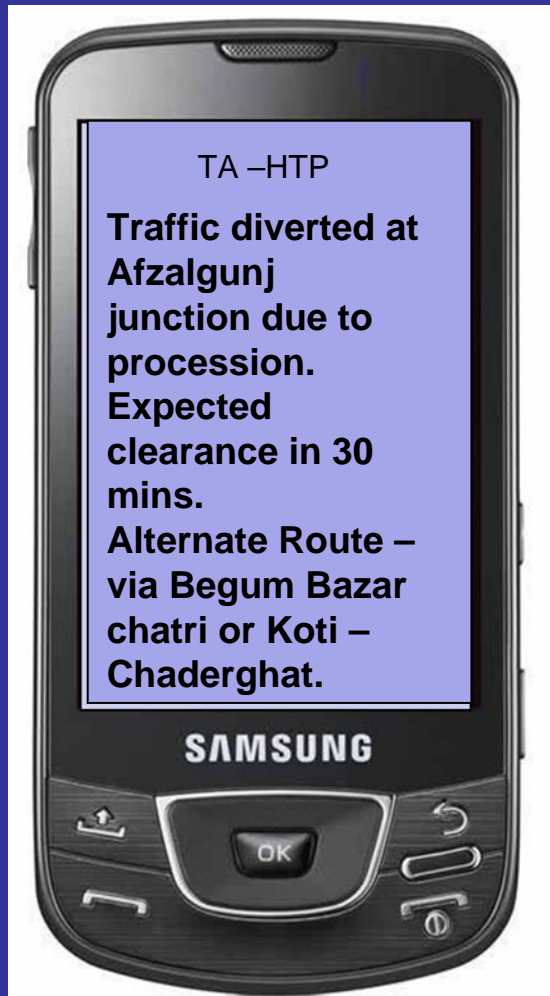 TA –HTP
Traffic diverted at
Afzalgunj
junction due to
procession.
Expected
clearance in 30
mins.
Alternate Route –
via Begum Bazar
chatri or Koti –
Chaderghat.
SAMSUNG
OK